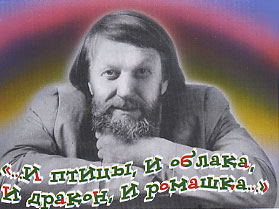 «...И птицы, и облака,
И дракон, и ромашка...»